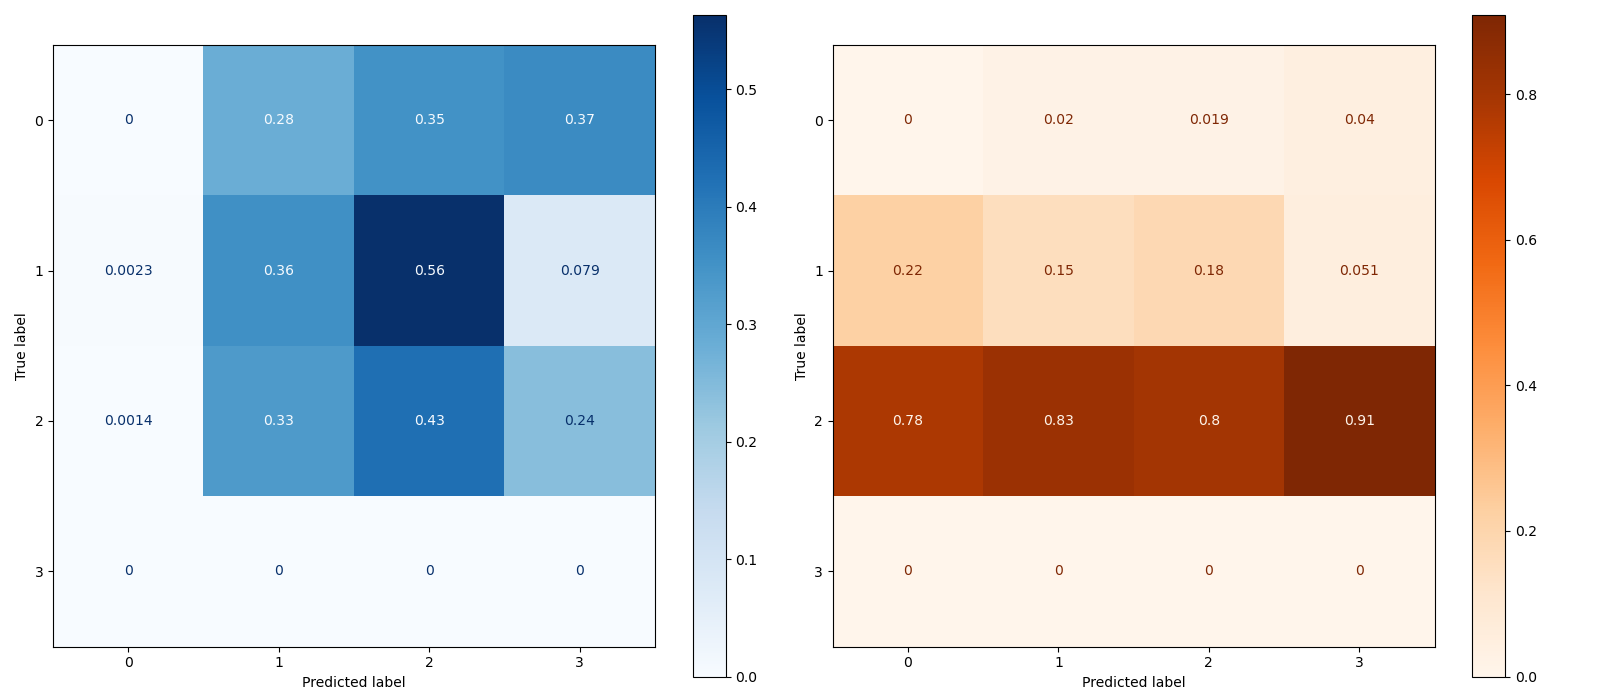 0 0 0.28 0.35 0.37
1 0.0023 0.36 0.56 0.079
2 0.0014 0.33 0.43 0.24
3 0 0 0 0
0 1 2 3
Predicted label
True label
0.5
0.4
0.3
0.2
0.1
0.0
0 0 0.02 0.019 0.04
1 0.22 0.15 0.18 0.051
2 0.78 0.83 0.8 0.91
3 0 0 0 0
0 1 2 3
Predicted label
True label
0.8
0.6
0.4
0.2
0.0